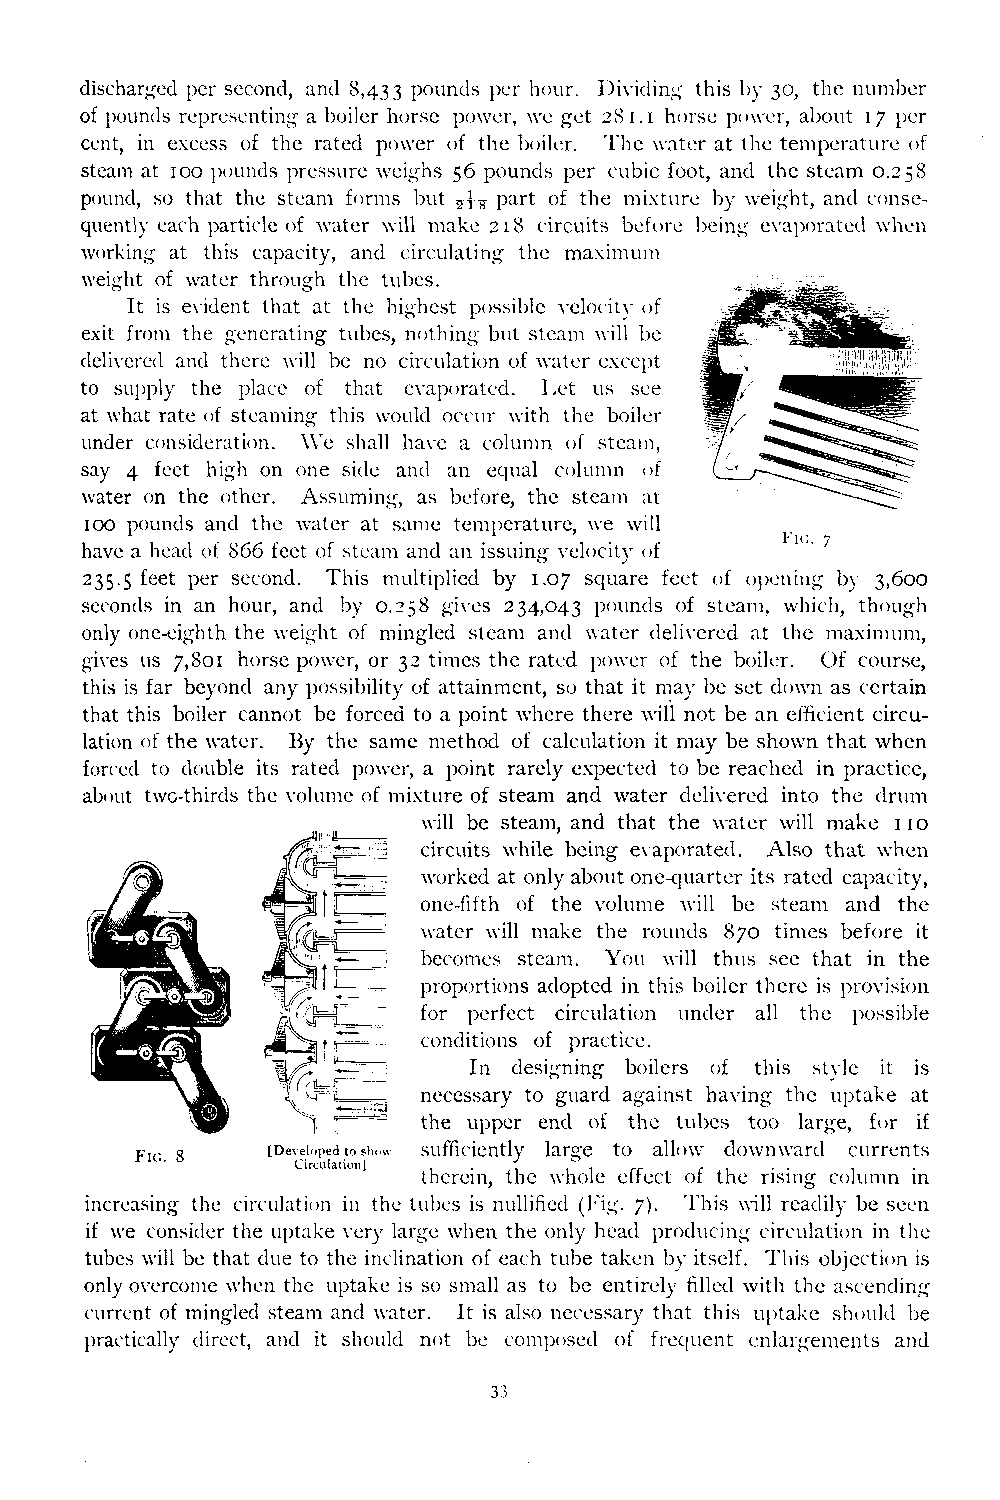 discharged per second, and 8,433 pounds per hour. Dividing this by 30, the number
of pounds representing a boiler horse power, we get 281.1 horse power, about 17 per
cent, in excess of the rated power of the boiler. The water at the temperature of
steam at 100 pounds pressure weighs 56 pounds per cubic foot, and the steam 0.258
pound, so that the steam forms but 1/218 part of the mixture by weight, and conse-
quently each particle of water will make 218 circuits before being evaporated when
working at this capacity, and circulating the maximum
weight of water through the tubes.
It is evident that at the highest possible velocity of
exit from the generating tubes, nothing but steam will be
delivered and there will be no circulation of water except
to supply the place of that evaporated. Let us see
at what rate of steaming this would occur with the boiler
under consideration. We shall have a column of steam,
say 4 feet high on one side and an equal column of
water on the other. Assuming, as before, the steam at
100 pounds and the water at same temperature, we will
have a head of 866 feet of steam and an issuing velocity of
FIG. 7
235.5 feet per second. This multiplied by 1.07 square feet of opening by 3,600
seconds in an hour, and by 0.258 gives 234,043 pounds of steam, which, though
only one-eighth the weight of mingled steam and water delivered at the maximum,
gives us 7,801 horse power, or 32 times the rated power of the boiler. Of course,
this is far beyond any possibility of attainment, so that it may be set down as certain
that this boiler cannot be forced to a point where there will not be an efficient circu-
lation of the water. By the same method of calculation it may be shown that when
forced to double its rated power, a point rarely expected to be reached in practice,
about two-thirds the volume of mixture of steam and water delivered into the drum
will be steam, and that the water will make 110
circuits while being evaporated. Also that when
worked at only about one-quarter its rated capacity,
one-fifth of the volume will be steam and the
water will make the rounds 870 times before it
becomes steam. You will thus see that in the
proportions adopted in this boiler there is provision
for perfect circulation under all the possible
conditions of practice.
In designing boilers of this style it is
necessary to guard against having the uptake at
the upper end of the tubes too large, for if
sufficiently large to allow downward currents
therein, the whole effect of the rising column in
FIG. 8
[Developed to show
Circulation]
increasing the circulation in the tubes is nullified (Fig. 7). This will readily be seen
if we consider the uptake very large when the only head producing circulation in the
tubes will be that due to the inclination of each tube taken by itself. This objection is
only overcome when the uptake is so small as to be entirely filled with the ascending
current of mingled steam and water. It is also necessary that this uptake should be
practically direct, and it should not be composed of frequent enlargements and
33